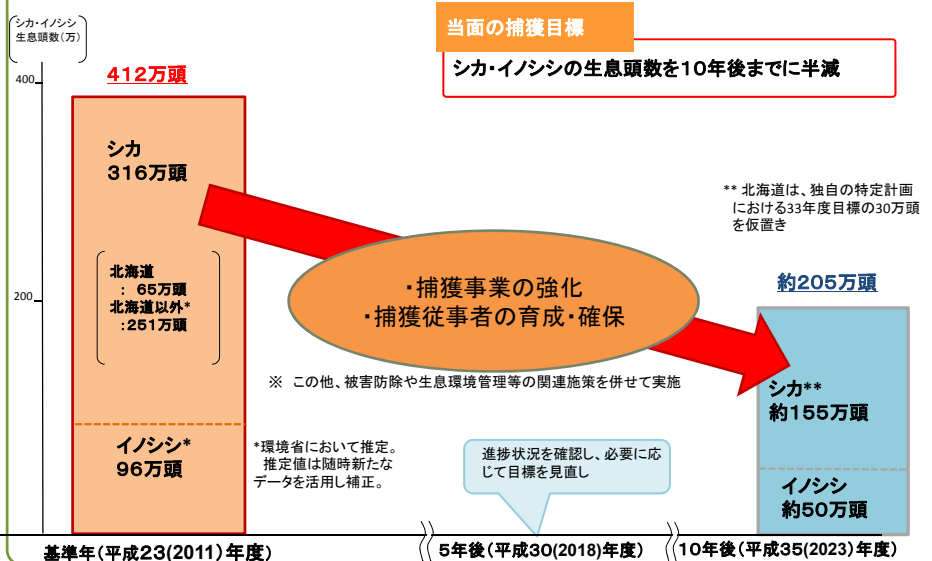 シカ・イノシシ
生息頭数(万)
当面の捕獲目標
シカ・イノシシの生息頭数を10年後までに半減
400
412万頭
シカ
316万頭
** 北海道は、独自の特定計画
における33年度目標の30万頭
を仮置き
北海道
: 65万頭
北海道以外*
:251万頭
・捕獲事業の強化
・捕獲従事者の育成・確保
約205万頭
200
※ この他、被害防除や生息環境管理等の関連施策を併せて実施
シカ**
約155万頭
イノシシ*
96万頭
*環境省において推定。
推定値は随時新たな
データを活用し補正。
進捗状況を確認し、必要に応
じて目標を見直し
イノシシ
約50万頭
基準年(平成23(2011)年度)
5年後(平成30(2018)年度)
10年後(平成35(2023)年度)